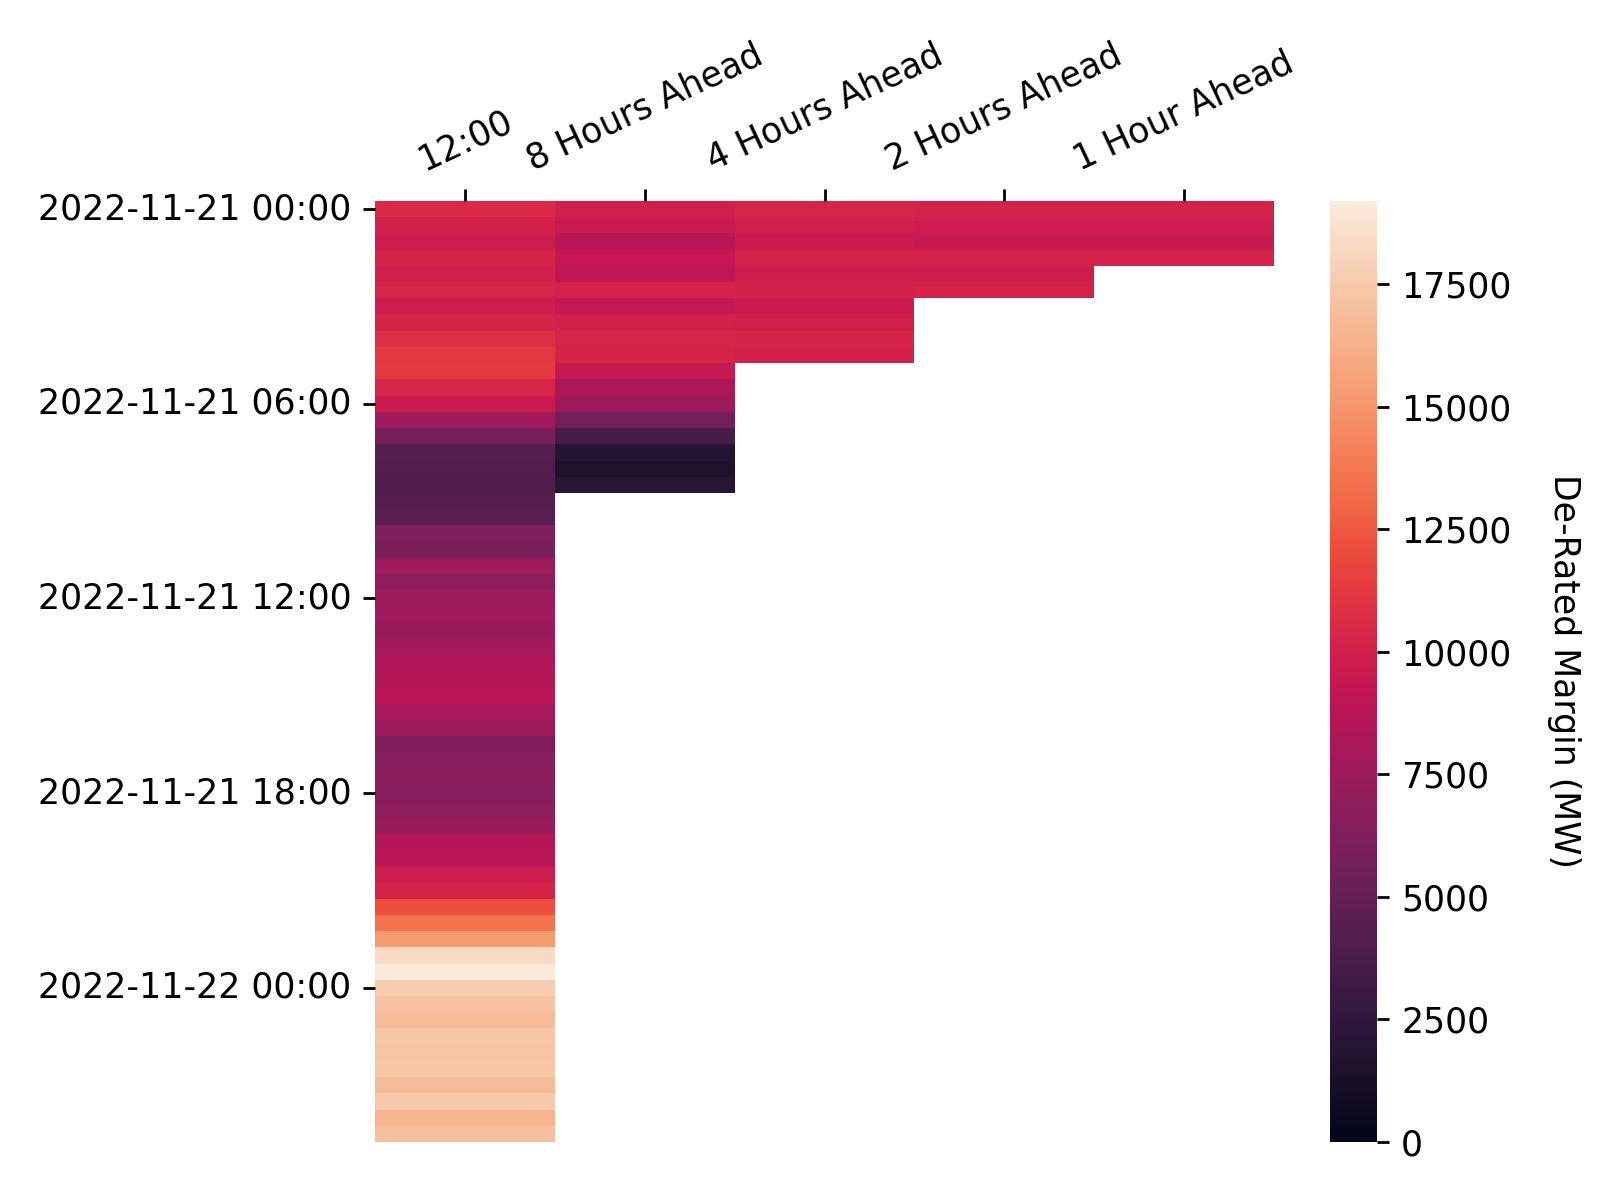 12:00
8 Hours Ahead
4 Hours Ahead
2 Hours Ahead
1 Hour Ahead
2022-11-21 00:00
2022-11-21 06:00
2022-11-21 12:00
2022-11-21 18:00
2022-11-22 00:00
17500
15000
12500
10000
7500
5000
2500
0
De-Rated Margin (MW)